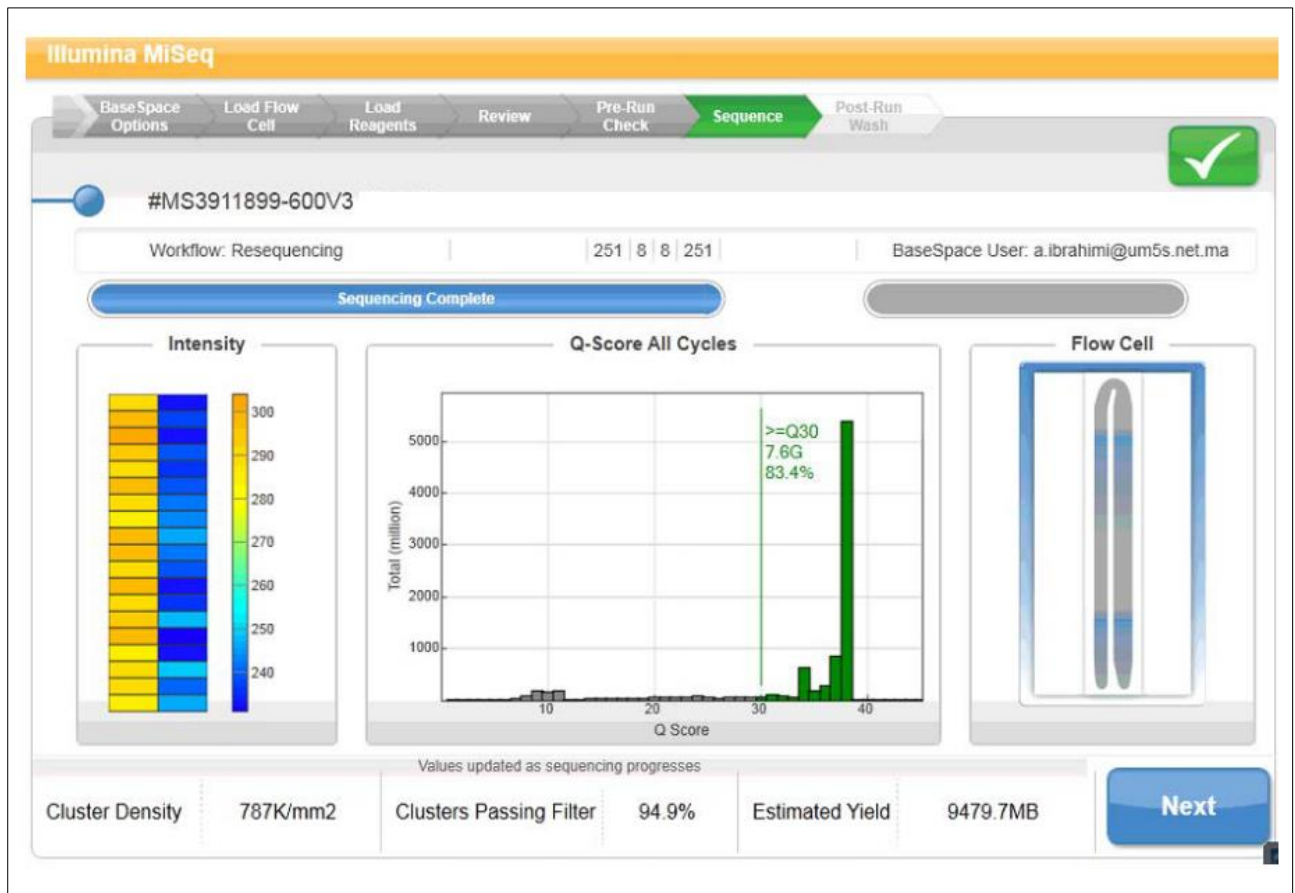 Illumina MiSeq
BaseSpace Options
Load Flow Cell
Load Reagents
Review
Pre-Run Check
Sequence
Post-Run Wash
#MS3911899-600V3
Workflow: Resequencing
251 | 8 | 8 | 251
BaseSpace User: a.ibrahimi@um5s.net.ma
Sequencing Complete
Intensity
300
290
280
270
260
250
240
Q-Score All Cycles
>=Q30
7.6G
83.4%
5000
4000
3000
2000
1000
Total (million)
10
20
30
40
Q Score
Flow Cell
Values updated as sequencing progresses
Cluster Density
787K/mm2
Clusters Passing Filter
94.9%
Estimated Yield
9479.7MB
Next